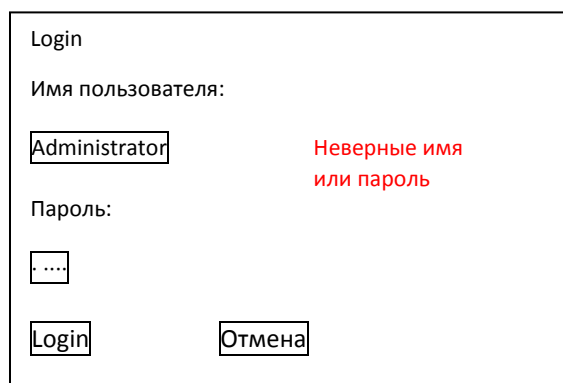 Login
Имя пользователя:
Administrator
Неверные имя
или пароль
Пароль:
. ....
Login Отмена